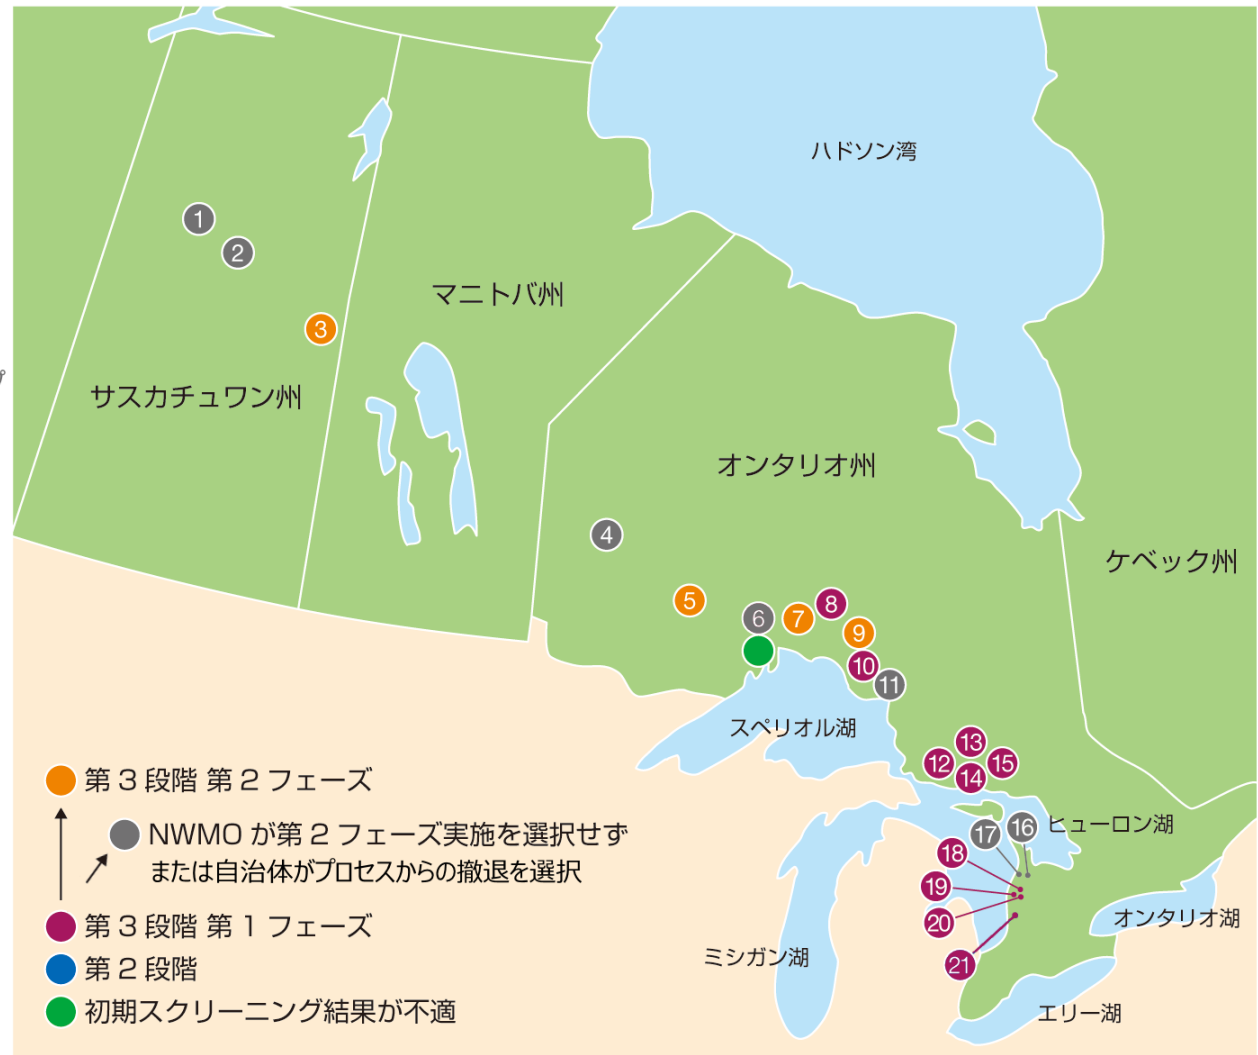 ハドソン湾
1
2
マニトバ州
3
プ
サスカチュワン州
オンタリオ州
4
ケベック州
5
6
7
8
9
10
11
スペリオル湖
13
12
15
14
第3段階 第2フェーズ
NWMOが第2フェーズ実施を選択せず
または自治体がプロセスからの撤退を選択
17
16
ヒューロン湖
18
19
20
21
第3段階 第1フェーズ
オンタリオ湖
ミシガン湖
第2段階
初期スクリーニング結果が不適
エリー湖